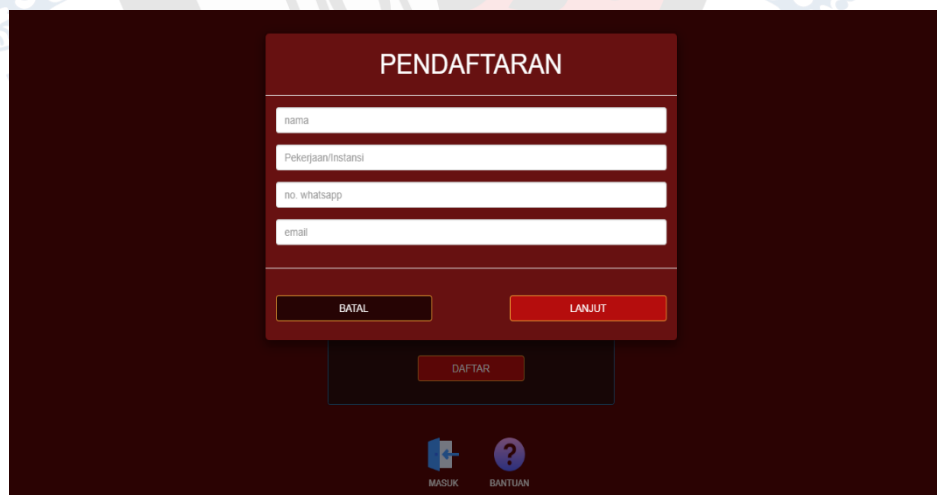 PENDAFTARAN
nama
Pekerjaan/Instansi
no. whatsapp
email
BATAL LANJUT
DAFTAR
MASUK BANTUAN